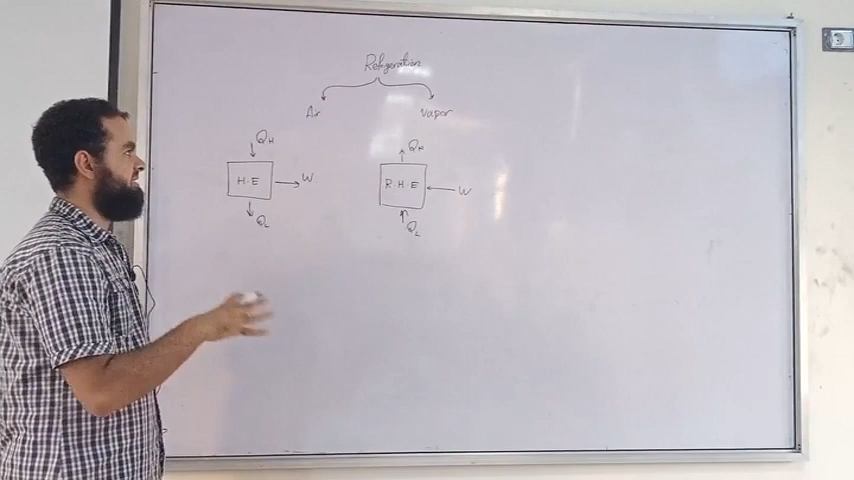 Refrigeration
Air
Vapor
QH
H.E
W
QL
QH
R.H.E
W
QL